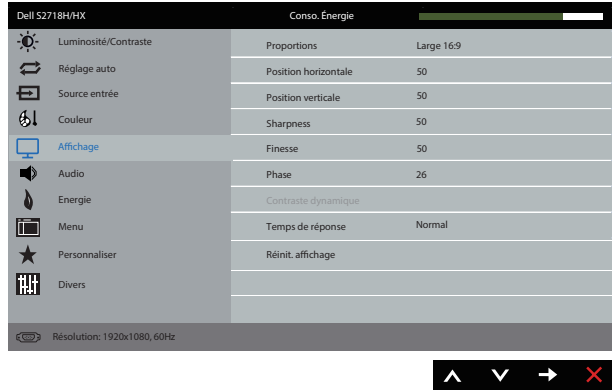 Dell S2718H/HX Conso. Énergie
Luminosité/Contraste
Réglage auto
Source entrée
Couleur
Affichage
Audio
Energie
Menu
Personnaliser
Divers
Proportions Large 16:9
Position horizontale 50
Position verticale 50
Sharpness 50
Finesse 50
Phase 26
Contraste dynamique
Temps de réponse Normal
Réinit. affichage
Résolution: 1920x1080, 60Hz